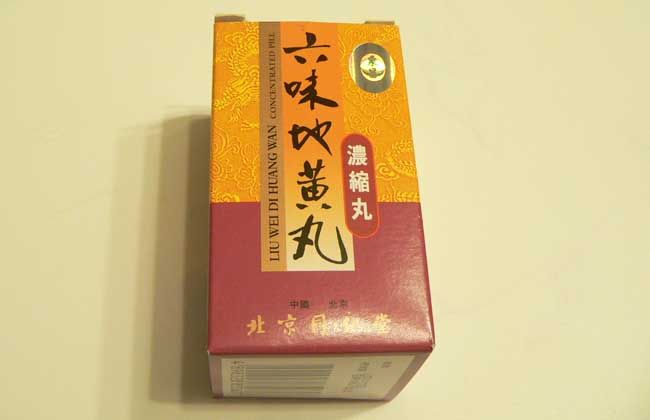 六味地黄丸
LIU WEI DI HUANG WAN CONCENTRATED PILL
濃縮丸
中國 北京
北京同仁堂